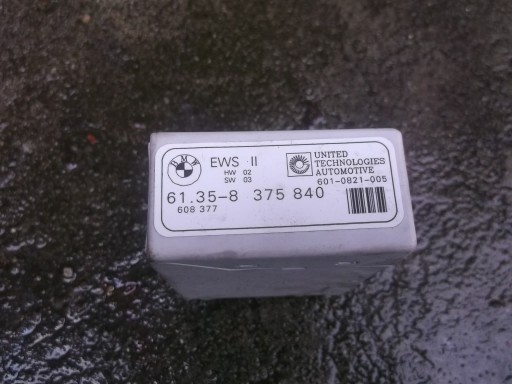 BMW
EWS II
HW 02
SW 03
UNITED
TECHNOLOGIES
AUTOMOTIVE
601-0821-005
61.35-8 375 840
608 377